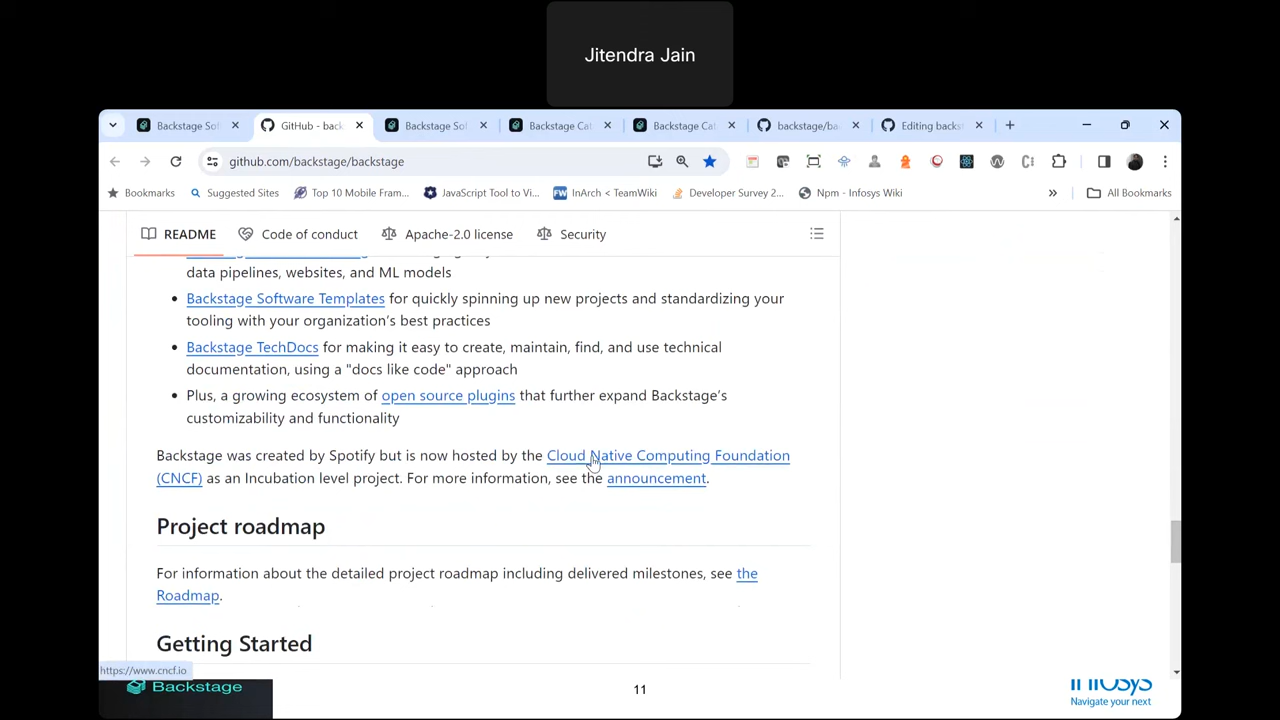 Jitendra Jain
Backstage Sof
GitHub - back
Backstage Sof
Backstage Cat
Backstage Cat
backstage/ba
Editing backst
github.com/backstage/backstage
Bookmarks
Suggested Sites
Top 10 Mobile Fram...
JavaScript Tool to Vi...
FW InArch < TeamWiki
Developer Survey 2...
Npm - Infosys Wiki
»
All Bookmarks
README
Code of conduct
Apache-2.0 license
Security
data pipelines, websites, and ML models
• Backstage Software Templates for quickly spinning up new projects and standardizing your
tooling with your organization’s best practices
• Backstage TechDocs for making it easy to create, maintain, find, and use technical
documentation, using a "docs like code" approach
• Plus, a growing ecosystem of open source plugins that further expand Backstage’s
customizability and functionality
Backstage was created by Spotify but is now hosted by the Cloud Native Computing Foundation
(CNCF) as an Incubation level project. For more information, see the announcement.
Project roadmap
For information about the detailed project roadmap including delivered milestones, see the
Roadmap.
Getting Started
https://www.cncf.io
Backstage
11
Infosys
Navigate your next